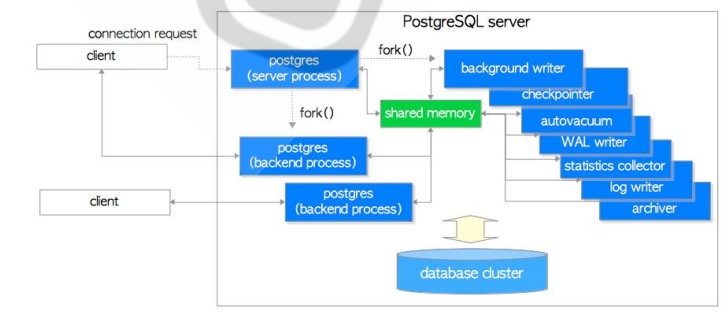 PostgreSQL server
connection request
client
postgres
(server process)
fork()
fork()
background writer
checkpointer
shared memory
autovacuum
WAL writer
statistics collector
log writer
archiver
postgres
(backend process)
client
postgres
(backend process)
database cluster